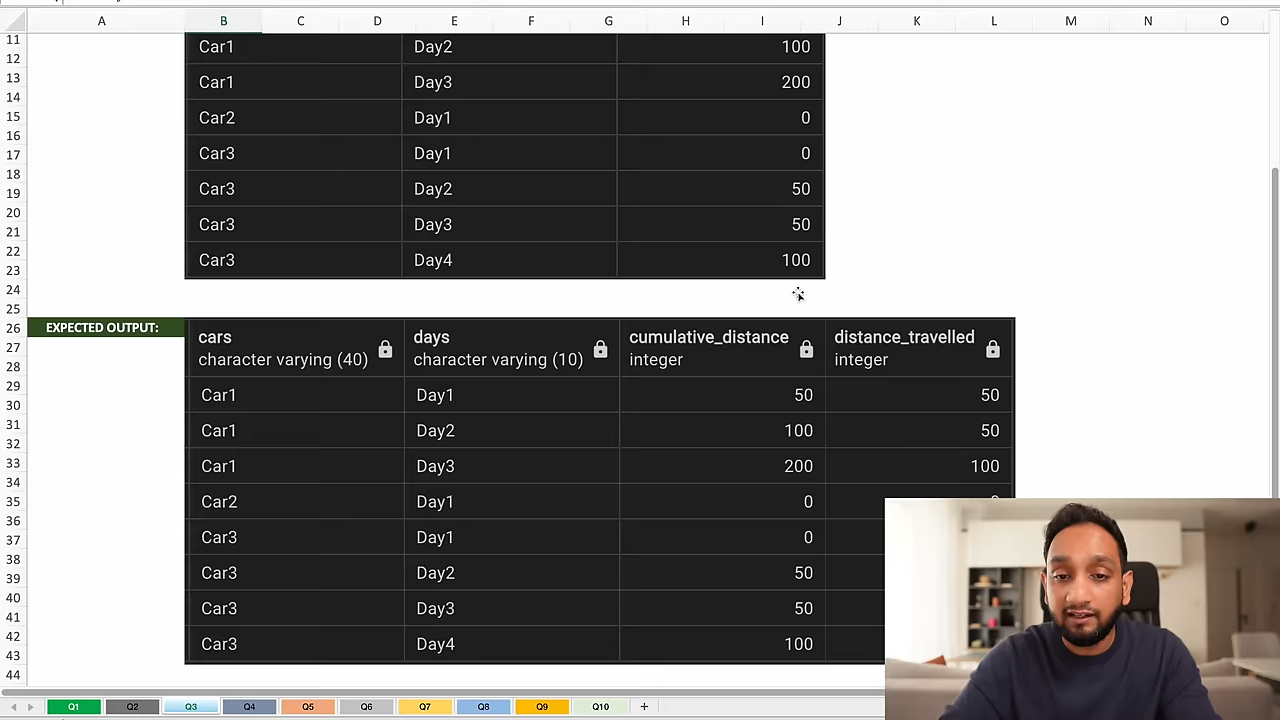 A B C D E F G H I J K L M N O
11 Car1 Day2 100
12
13 Car1 Day3 200
14
15 Car2 Day1 0
16
17 Car3 Day1 0
18
19 Car3 Day2 50
20
21 Car3 Day3 50
22
23 Car3 Day4 100
24
25
26 EXPECTED OUTPUT: cars days cumulative_distance distance_travelled
27 character varying (40) character varying (10) integer integer
28
29 Car1 Day1 50 50
30
31 Car1 Day2 100 50
32
33 Car1 Day3 200 100
34
35 Car2 Day1 0
36
37 Car3 Day1 0
38
39 Car3 Day2 50
40
41 Car3 Day3 50
42 Car3 Day4 100
43
44
Q1 Q2 Q3 Q4 Q5 Q6 Q7 Q8 Q9 Q10 +